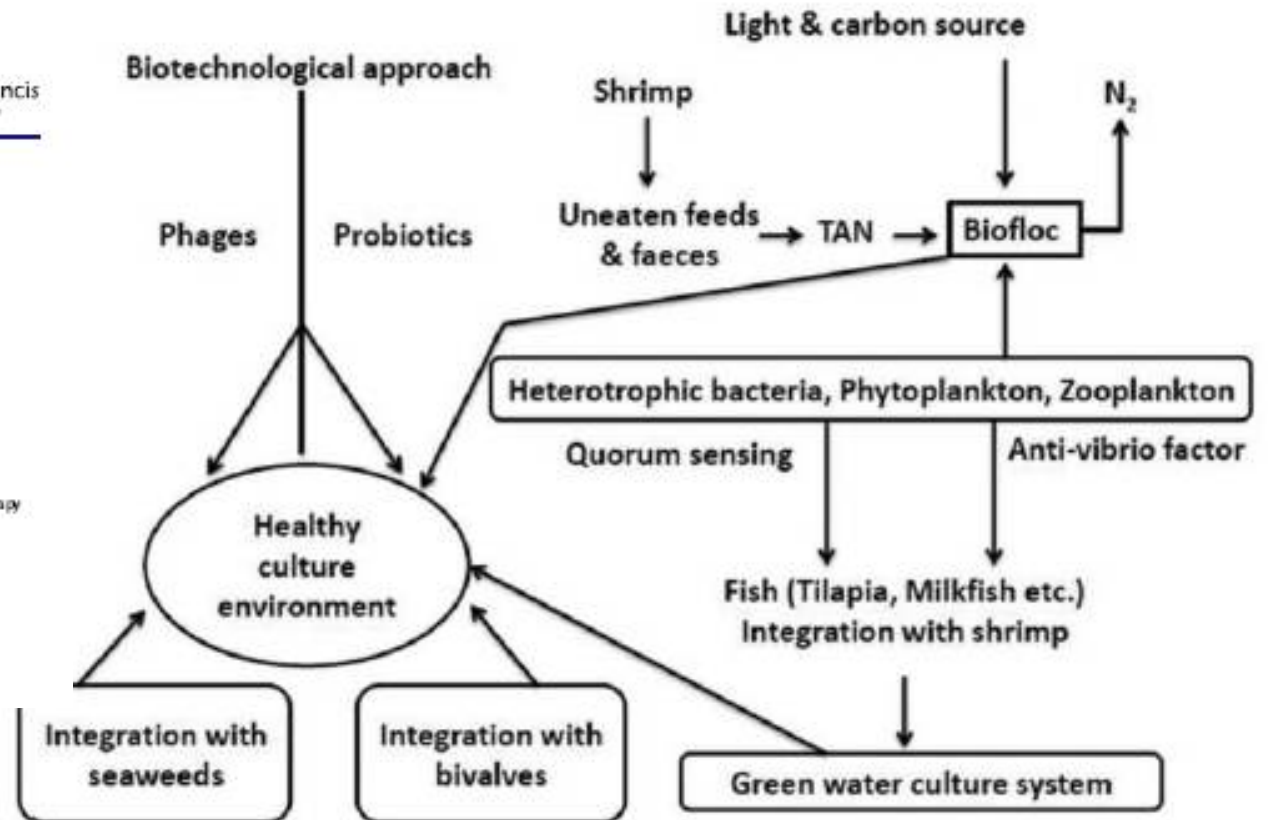 Light & carbon source
Biotechnological approach
ncis
Shrimp
N₂
Phages
Probiotics
Uneaten feeds
& faeces
TAN
Biofloc
Heterotrophic bacteria, Phytoplankton, Zooplankton
Quorum sensing
Anti-vibrio factor
Healthy
culture
environment
Fish (Tilapia, Milkfish etc.)
Integration with shrimp
Integration with
seaweeds
Integration with
bivalves
Green water culture system